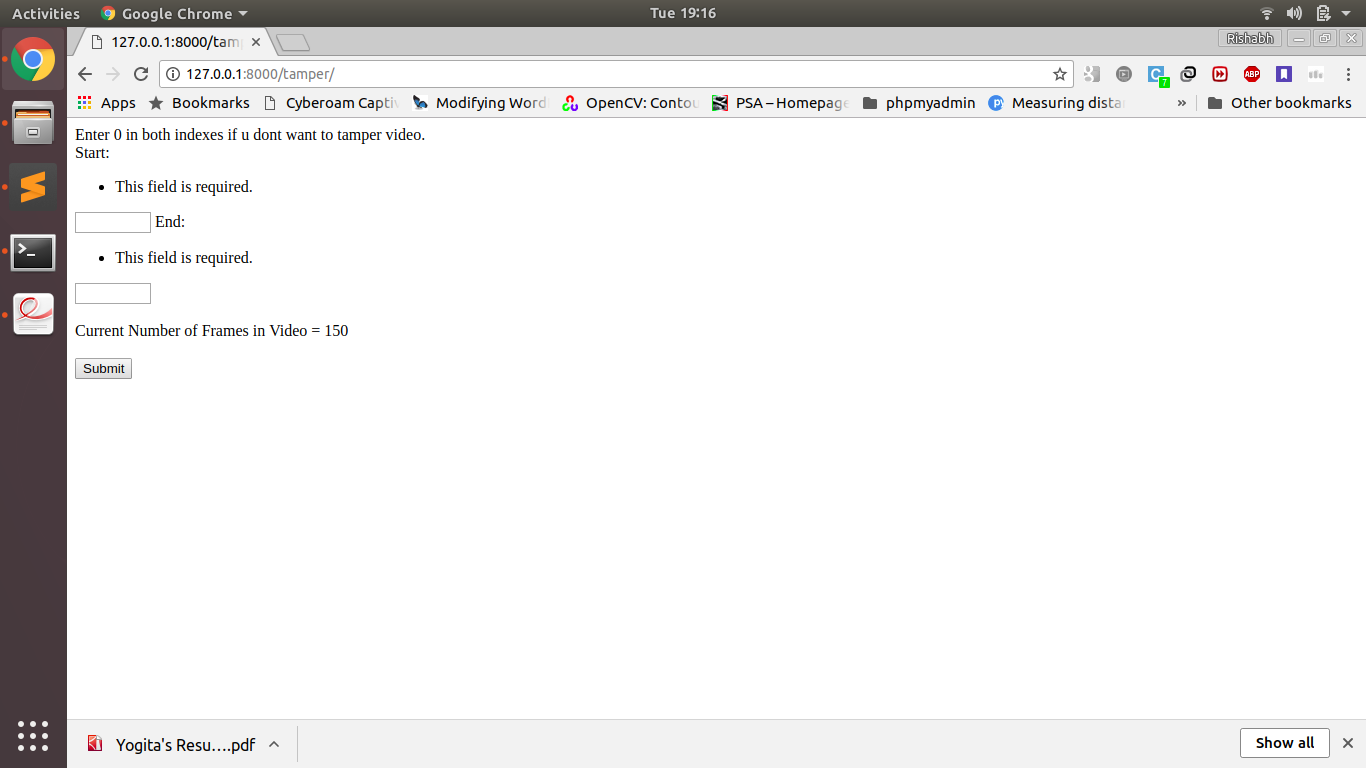 Activities Google Chrome Tue 19:16
127.0.0.1:8000/tam Rishabh
127.0.0.1:8000/tamper/ C 7 ABP
Apps Bookmarks Cyberoam Capti Modifying Word OpenCV: Contou PSA – Homepage phpmyadmin Measuring dista » Other bookmarks
Enter 0 in both indexes if u dont want to tamper video.
Start:
• This field is required.
End:
• This field is required.
Current Number of Frames in Video = 150
Submit
Yogita's Resu....pdf Show all